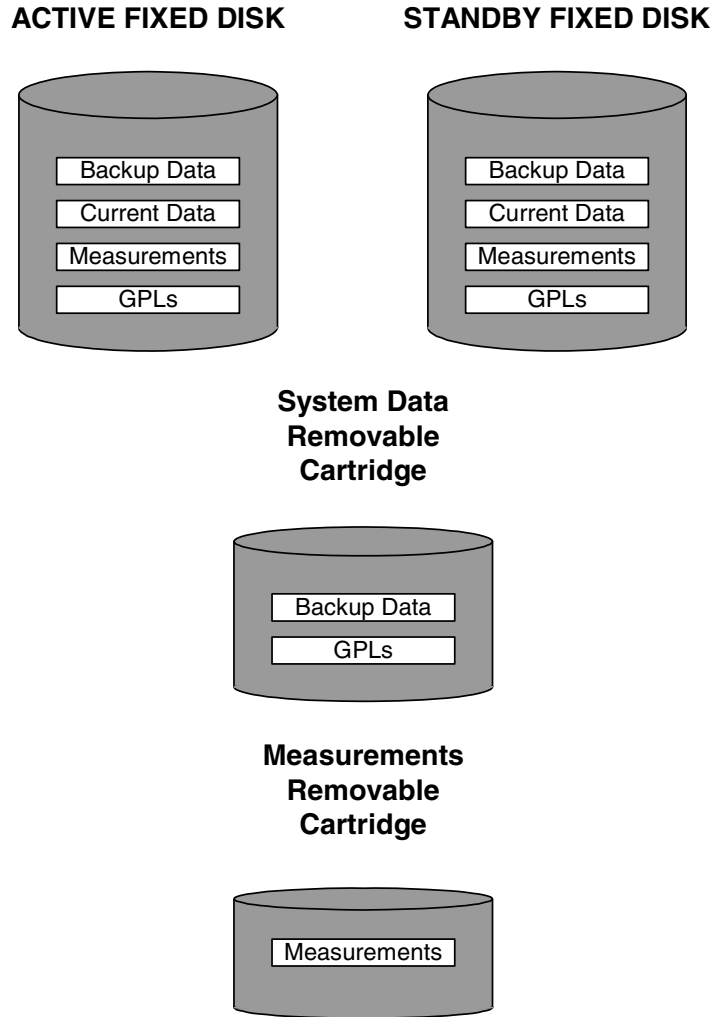 ACTIVE FIXED DISK
STANDBY FIXED DISK
Backup Data
Current Data
Measurements
GPLs
Backup Data
Current Data
Measurements
GPLs
System Data
Removable
Cartridge
Backup Data
GPLs
Measurements
Removable
Cartridge
Measurements